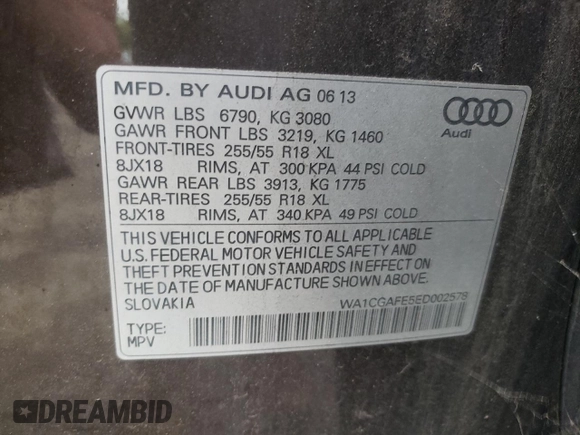 MFD. BY AUDI AG 06 13
GVWR LBS 6790, KG 3080
GAWR FRONT LBS 3219, KG 1460
FRONT-TIRES 255/55 R18 XL
8JX18 RIMS, AT 300 KPA 44 PSI COLD
GAWR REAR LBS 3913, KG 1775
REAR-TIRES 255/55 R18 XL
8JX18 RIMS, AT 340 KPA 49 PSI COLD
Audi
THIS VEHICLE CONFORMS TO ALL APPLICABLE
U.S. FEDERAL MOTOR VEHICLE SAFETY AND
THEFT PREVENTION STANDARDS IN EFFECT ON
THE DATE OF MANUFACTURE SHOWN ABOVE.
SLOVAKIA WA1CGAFE5ED002578
TYPE:
MPV
DREAMBID